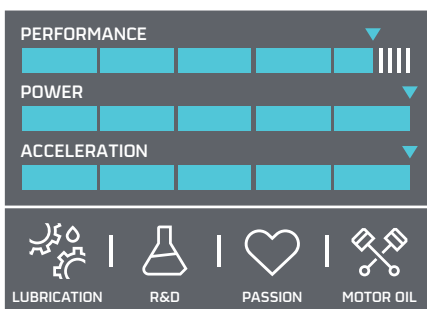 PERFORMANCE
POWER
ACCELERATION
LUBRICATION R&D PASSION MOTOR OIL